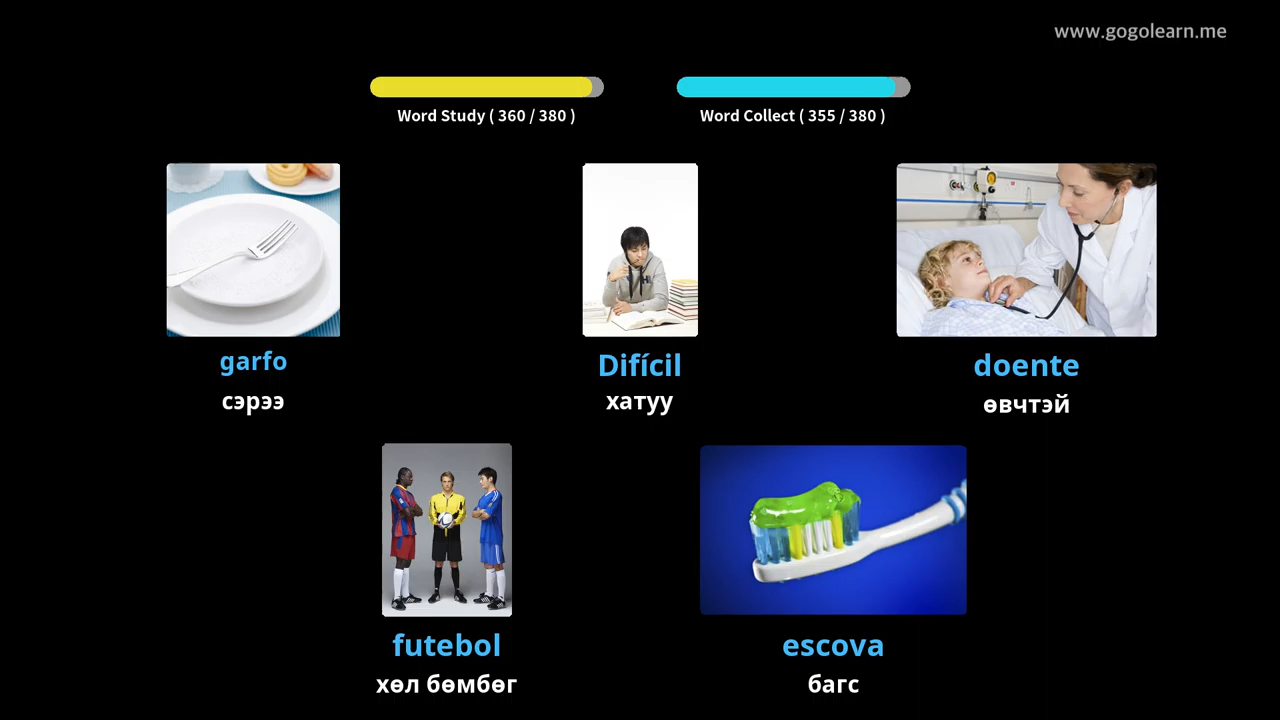 www.gogolearn.me
Word Study ( 360 / 380 )
Word Collect ( 355 / 380 )
garfo
сэрээ
Difícil
хатуу
doente
өвчтэй
futebol
хөл бөмбөг
escova
багс